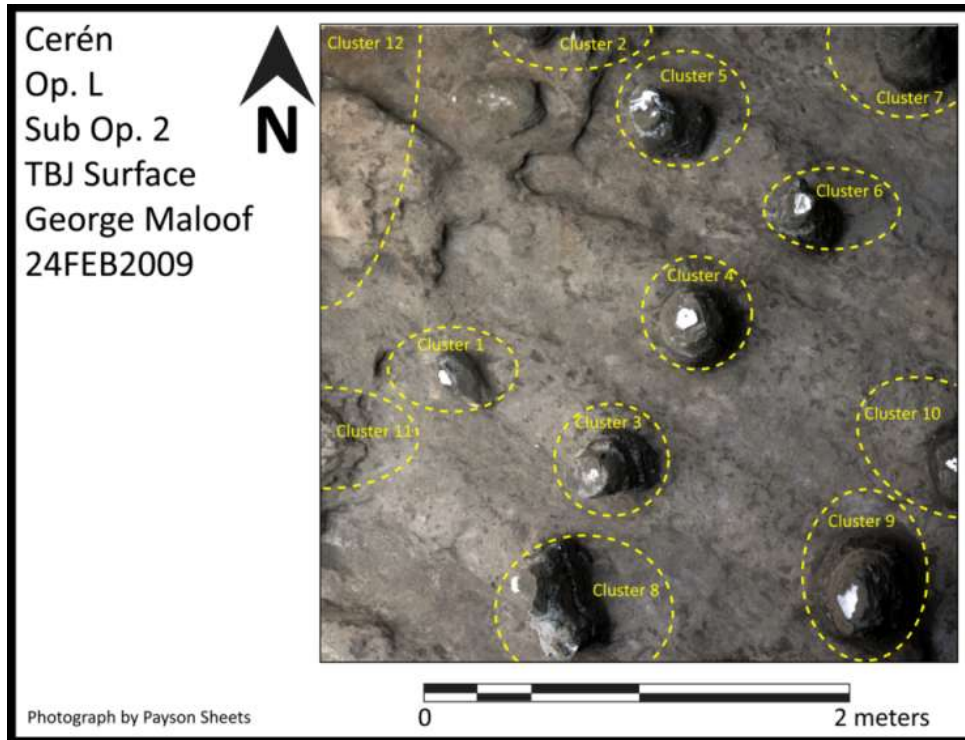 Cerén
Op. L
Sub Op. 2
TBJ Surface
George Maloof
24FEB2009
N
Cluster 12
Cluster 2
Cluster 5
Cluster 7
Cluster 6
Cluster 4
Cluster 1
Cluster 3
Cluster 10
Cluster 11
Cluster 9
Cluster 8
Photograph by Payson Sheets
0
2 meters